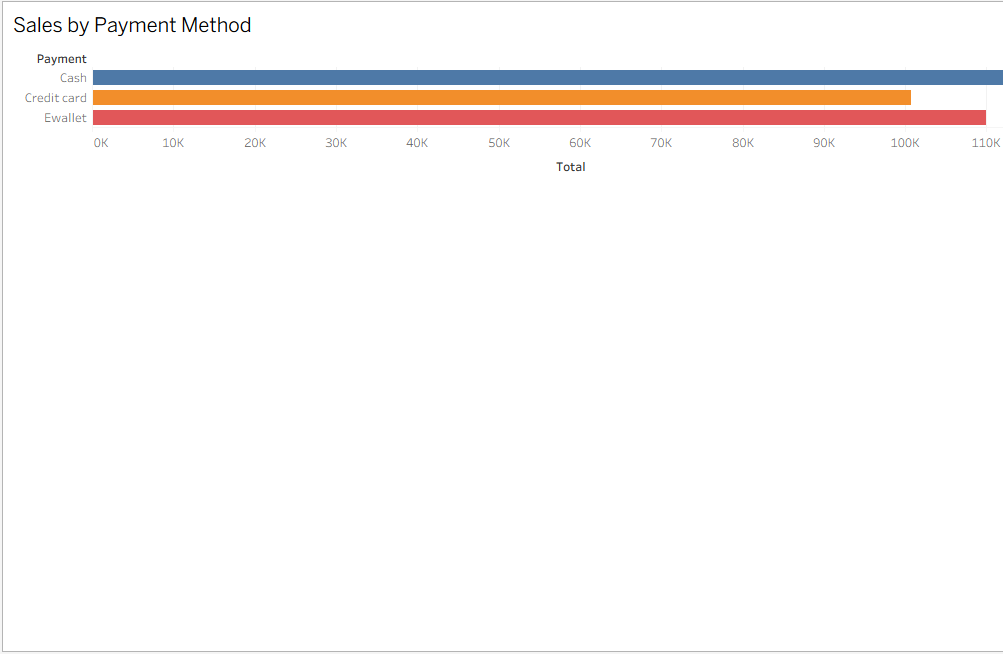 Sales by Payment Method
Payment
Cash
Credit card
Ewallet
0K 10K 20K 30K 40K 50K 60K 70K 80K 90K 100K 110K
Total